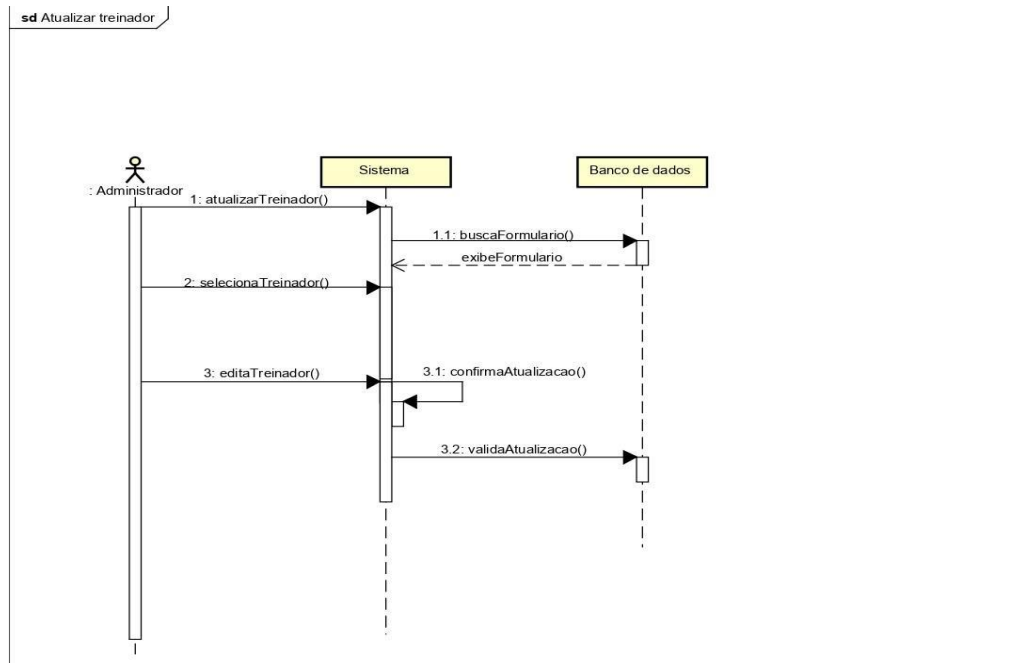 sd Atualizar treinador
: Administrador
Sistema
Banco de dados
1: atualizarTreinador()
1.1: buscaFormulario()
exibeFormulario
2: selecionaTreinador()
3: editaTreinador()
3.1: confirmaAtualizacao()
3.2: validaAtualizacao()